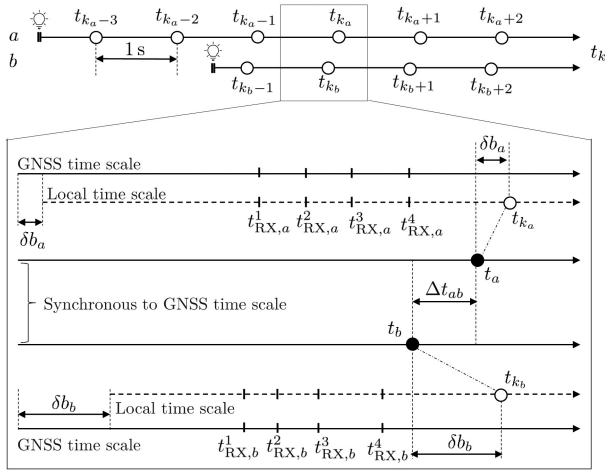 t_{k_a−3} t_{k_a−2} t_{k_a−1} t_{k_a} t_{k_a+1} t_{k_a+2}
a
1 s
t_k
b
t_{k_b−1} t_{k_b} t_{k_b+1} t_{k_b+2}
GNSS time scale
δb_a
Local time scale
δb_a
t^1_{RX,a} t^2_{RX,a} t^3_{RX,a} t^4_{RX,a}
t_{k_a}
t_a
Δt_{ab}
Synchronous to GNSS time scale
t_b
t_{k_b}
δb_b
Local time scale
GNSS time scale
t^1_{RX,b} t^2_{RX,b} t^3_{RX,b} t^4_{RX,b}
δb_b